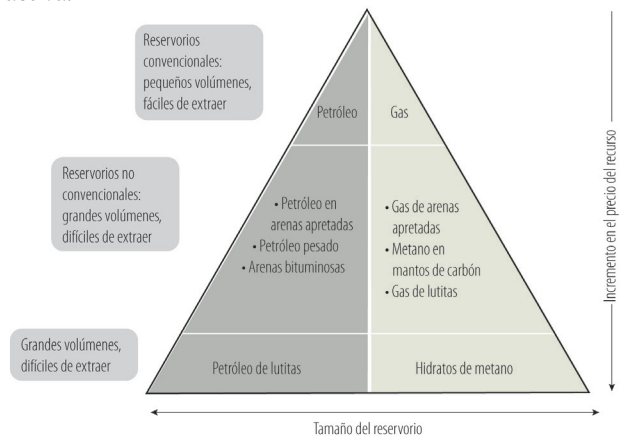 Reservorios
convencionales:
pequeños volúmenes,
fáciles de extraer
Petróleo
Gas
Reservorios no
convencionales:
grandes volúmenes,
difíciles de extraer
• Petróleo en
arenas apretadas
• Petróleo pesado
• Arenas bituminosas
• Gas de arenas
apretadas
• Metano en
mantos de carbón
• Gas de lutitas
Grandes volúmenes,
difíciles de extraer
Petróleo de lutitas
Hidratos de metano
Incremento en el precio del recurso
Tamaño del reservorio